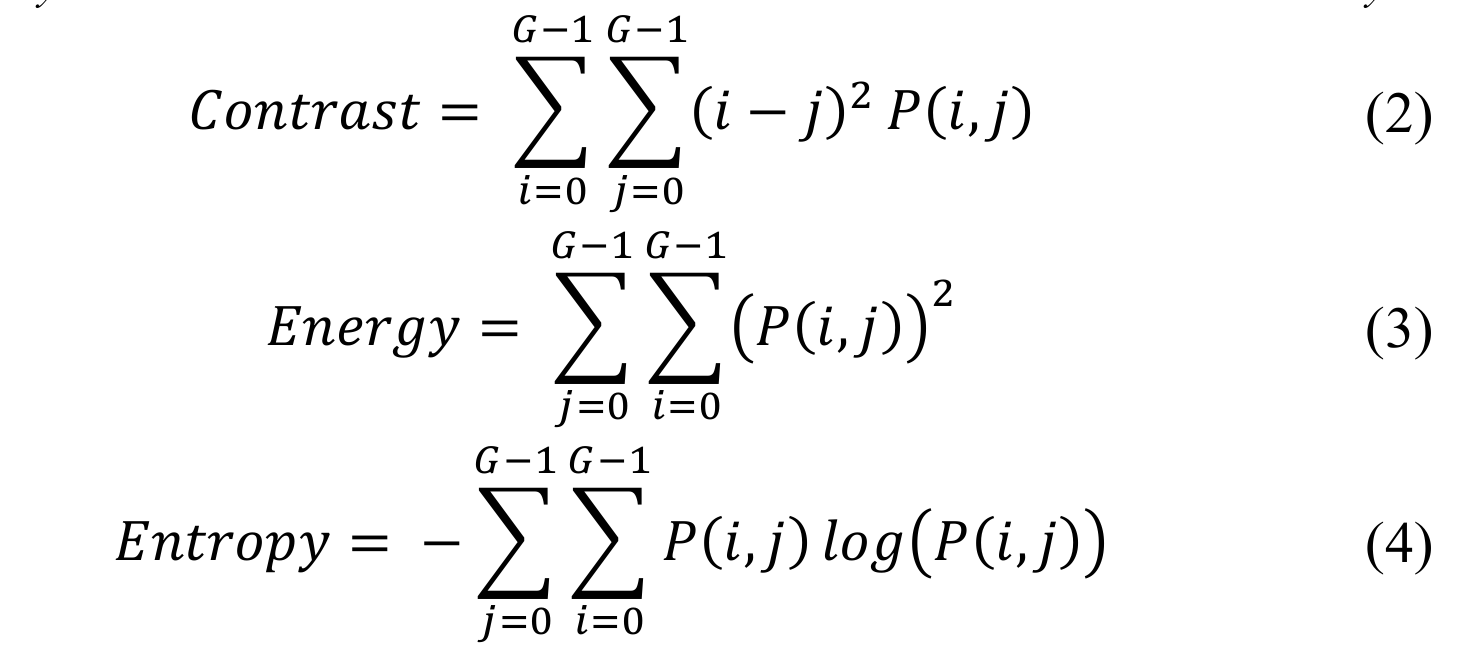 Contrast = \sum_{i=0}^{G-1} \sum_{j=0}^{G-1} (i − j)^2 P(i,j) (2)
Energy = \sum_{j=0}^{G-1} \sum_{i=0}^{G-1} (P(i,j))^2 (3)
Entropy = − \sum_{j=0}^{G-1} \sum_{i=0}^{G-1} P(i,j) log(P(i,j)) (4)